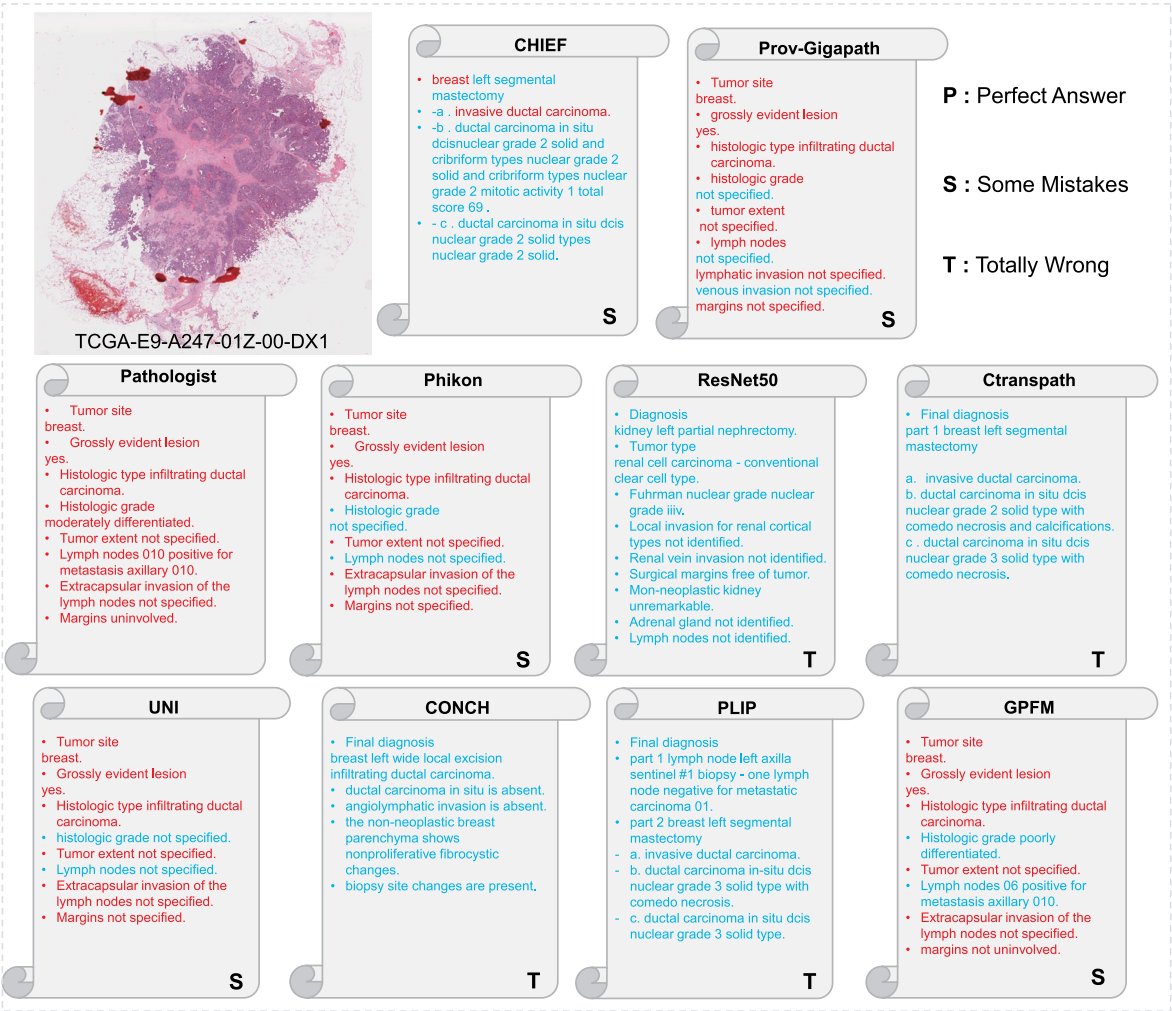 CHIEF
• breast left segmental
mastectomy
• -a . invasive ductal carcinoma.
• -b . ductal carcinoma in situ
dcisnuclear grade 2 solid and
cribriform types nuclear grade 2
solid and cribriform types nuclear
grade 2 mitotic activity 1 total
score 69 .
• - c . ductal carcinoma in situ dcis
nuclear grade 2 solid types
nuclear grade 2 solid.
S
Prov-Gigapath
• Tumor site
breast.
• grossly evident lesion
yes.
• histologic type infiltrating ductal
carcinoma.
• histologic grade
not specified.
• tumor extent
not specified.
• lymph nodes
not specified.
lymphatic invasion not specified.
venous invasion not specified.
margins not specified.
S
P : Perfect Answer
S : Some Mistakes
T : Totally Wrong
TCGA-E9-A247-01Z-00-DX1
Pathologist
• Tumor site
breast.
• Grossly evident lesion
yes.
• Histologic type infiltrating ductal
carcinoma.
• Histologic grade
moderately differentiated.
• Tumor extent not specified.
• Lymph nodes 010 positive for
metastasis axillary 010.
• Extracapsular invasion of the
lymph nodes not specified.
• Margins uninvolved.
Phikon
• Tumor site
breast.
• Grossly evident lesion
yes.
• Histologic type infiltrating ductal
carcinoma.
• Histologic grade
not specified.
• Tumor extent not specified.
• Lymph nodes not specified.
• Extracapsular invasion of the
lymph nodes not specified.
• Margins not specified.
S
ResNet50
• Diagnosis
kidney left partial nephrectomy.
• Tumor type
renal cell carcinoma - conventional
clear cell type.
• Fuhrman nuclear grade nuclear
grade iiiv.
• Local invasion for renal cortical
types not identified.
• Renal vein invasion not identified.
• Surgical margins free of tumor.
• Mon-neoplastic kidney
unremarkable.
• Adrenal gland not identified.
• Lymph nodes not identified.
T
Ctranspath
• Final diagnosis
part 1 breast left segmental
mastectomy
a. invasive ductal carcinoma.
b. ductal carcinoma in situ dcis
nuclear grade 2 solid type with
comedo necrosis and calcifications.
c . ductal carcinoma in situ dcis
nuclear grade 3 solid type with
comedo necrosis.
T
UNI
• Tumor site
breast.
• Grossly evident lesion
yes.
• Histologic type infiltrating ductal
carcinoma.
• histologic grade not specified.
• Tumor extent not specified.
• Lymph nodes not specified.
• Extracapsular invasion of the
lymph nodes not specified.
• Margins not specified.
S
CONCH
• Final diagnosis
breast left wide local excision
infiltrating ductal carcinoma.
• ductal carcinoma in situ is absent.
• angiolymphatic invasion is absent.
• the non-neoplastic breast
parenchyma shows
nonproliferative fibrocystic
changes.
• biopsy site changes are present.
T
PLIP
• Final diagnosis
• part 1 lymph node left axilla
sentinel #1 biopsy - one lymph
node negative for metastatic
carcinoma 01.
• part 2 breast left segmental
mastectomy
- a. invasive ductal carcinoma.
- b. ductal carcinoma in-situ dcis
nuclear grade 3 solid type with
comedo necrosis.
- c. ductal carcinoma in situ dcis
nuclear grade 3 solid type.
T
GPFM
• Tumor site
breast.
• Grossly evident lesion
yes.
• Histologic type infiltrating ductal
carcinoma.
• Histologic grade poorly
differentiated.
• Tumor extent not specified.
• Lymph nodes 06 positive for
metastasis axillary 010.
• Extracapsular invasion of the
lymph nodes not specified.
• margins not uninvolved.
S